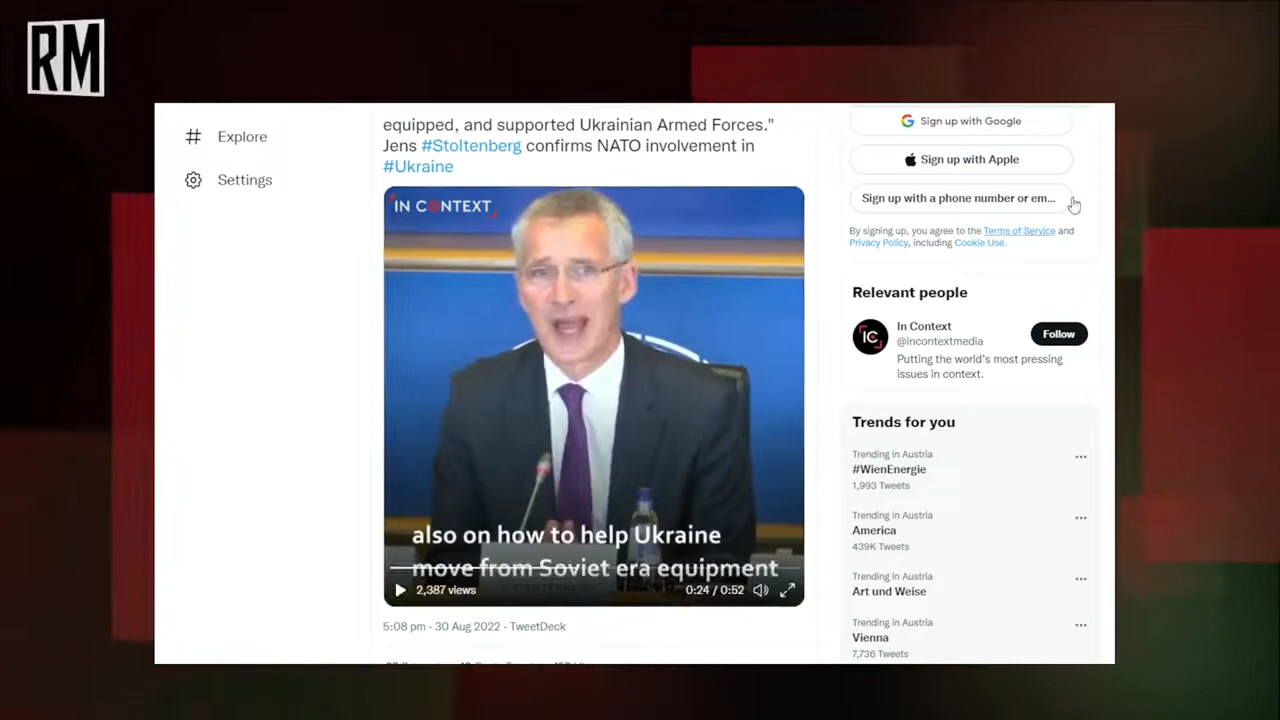 RM
Explore
Settings
equipped, and supported Ukrainian Armed Forces."
Jens #Stoltenberg confirms NATO involvement in
#Ukraine
IN CONTEXT
also on how to help Ukraine
move from Soviet era equipment
2,387 views
0:24 / 0:52
5:08 pm · 30 Aug 2022 · TweetDeck
Sign up with Google
Sign up with Apple
Sign up with a phone number or em...
By signing up, you agree to the Terms of Service and
Privacy Policy, including Cookie Use.
Relevant people
IC
In Context
@incontextmedia
Follow
Putting the world's most pressing
issues in context.
Trends for you
Trending in Austria
#WienEnergie
1,993 Tweets
Trending in Austria
America
439K Tweets
Trending in Austria
Art und Weise
Trending in Austria
Vienna
7,736 Tweets